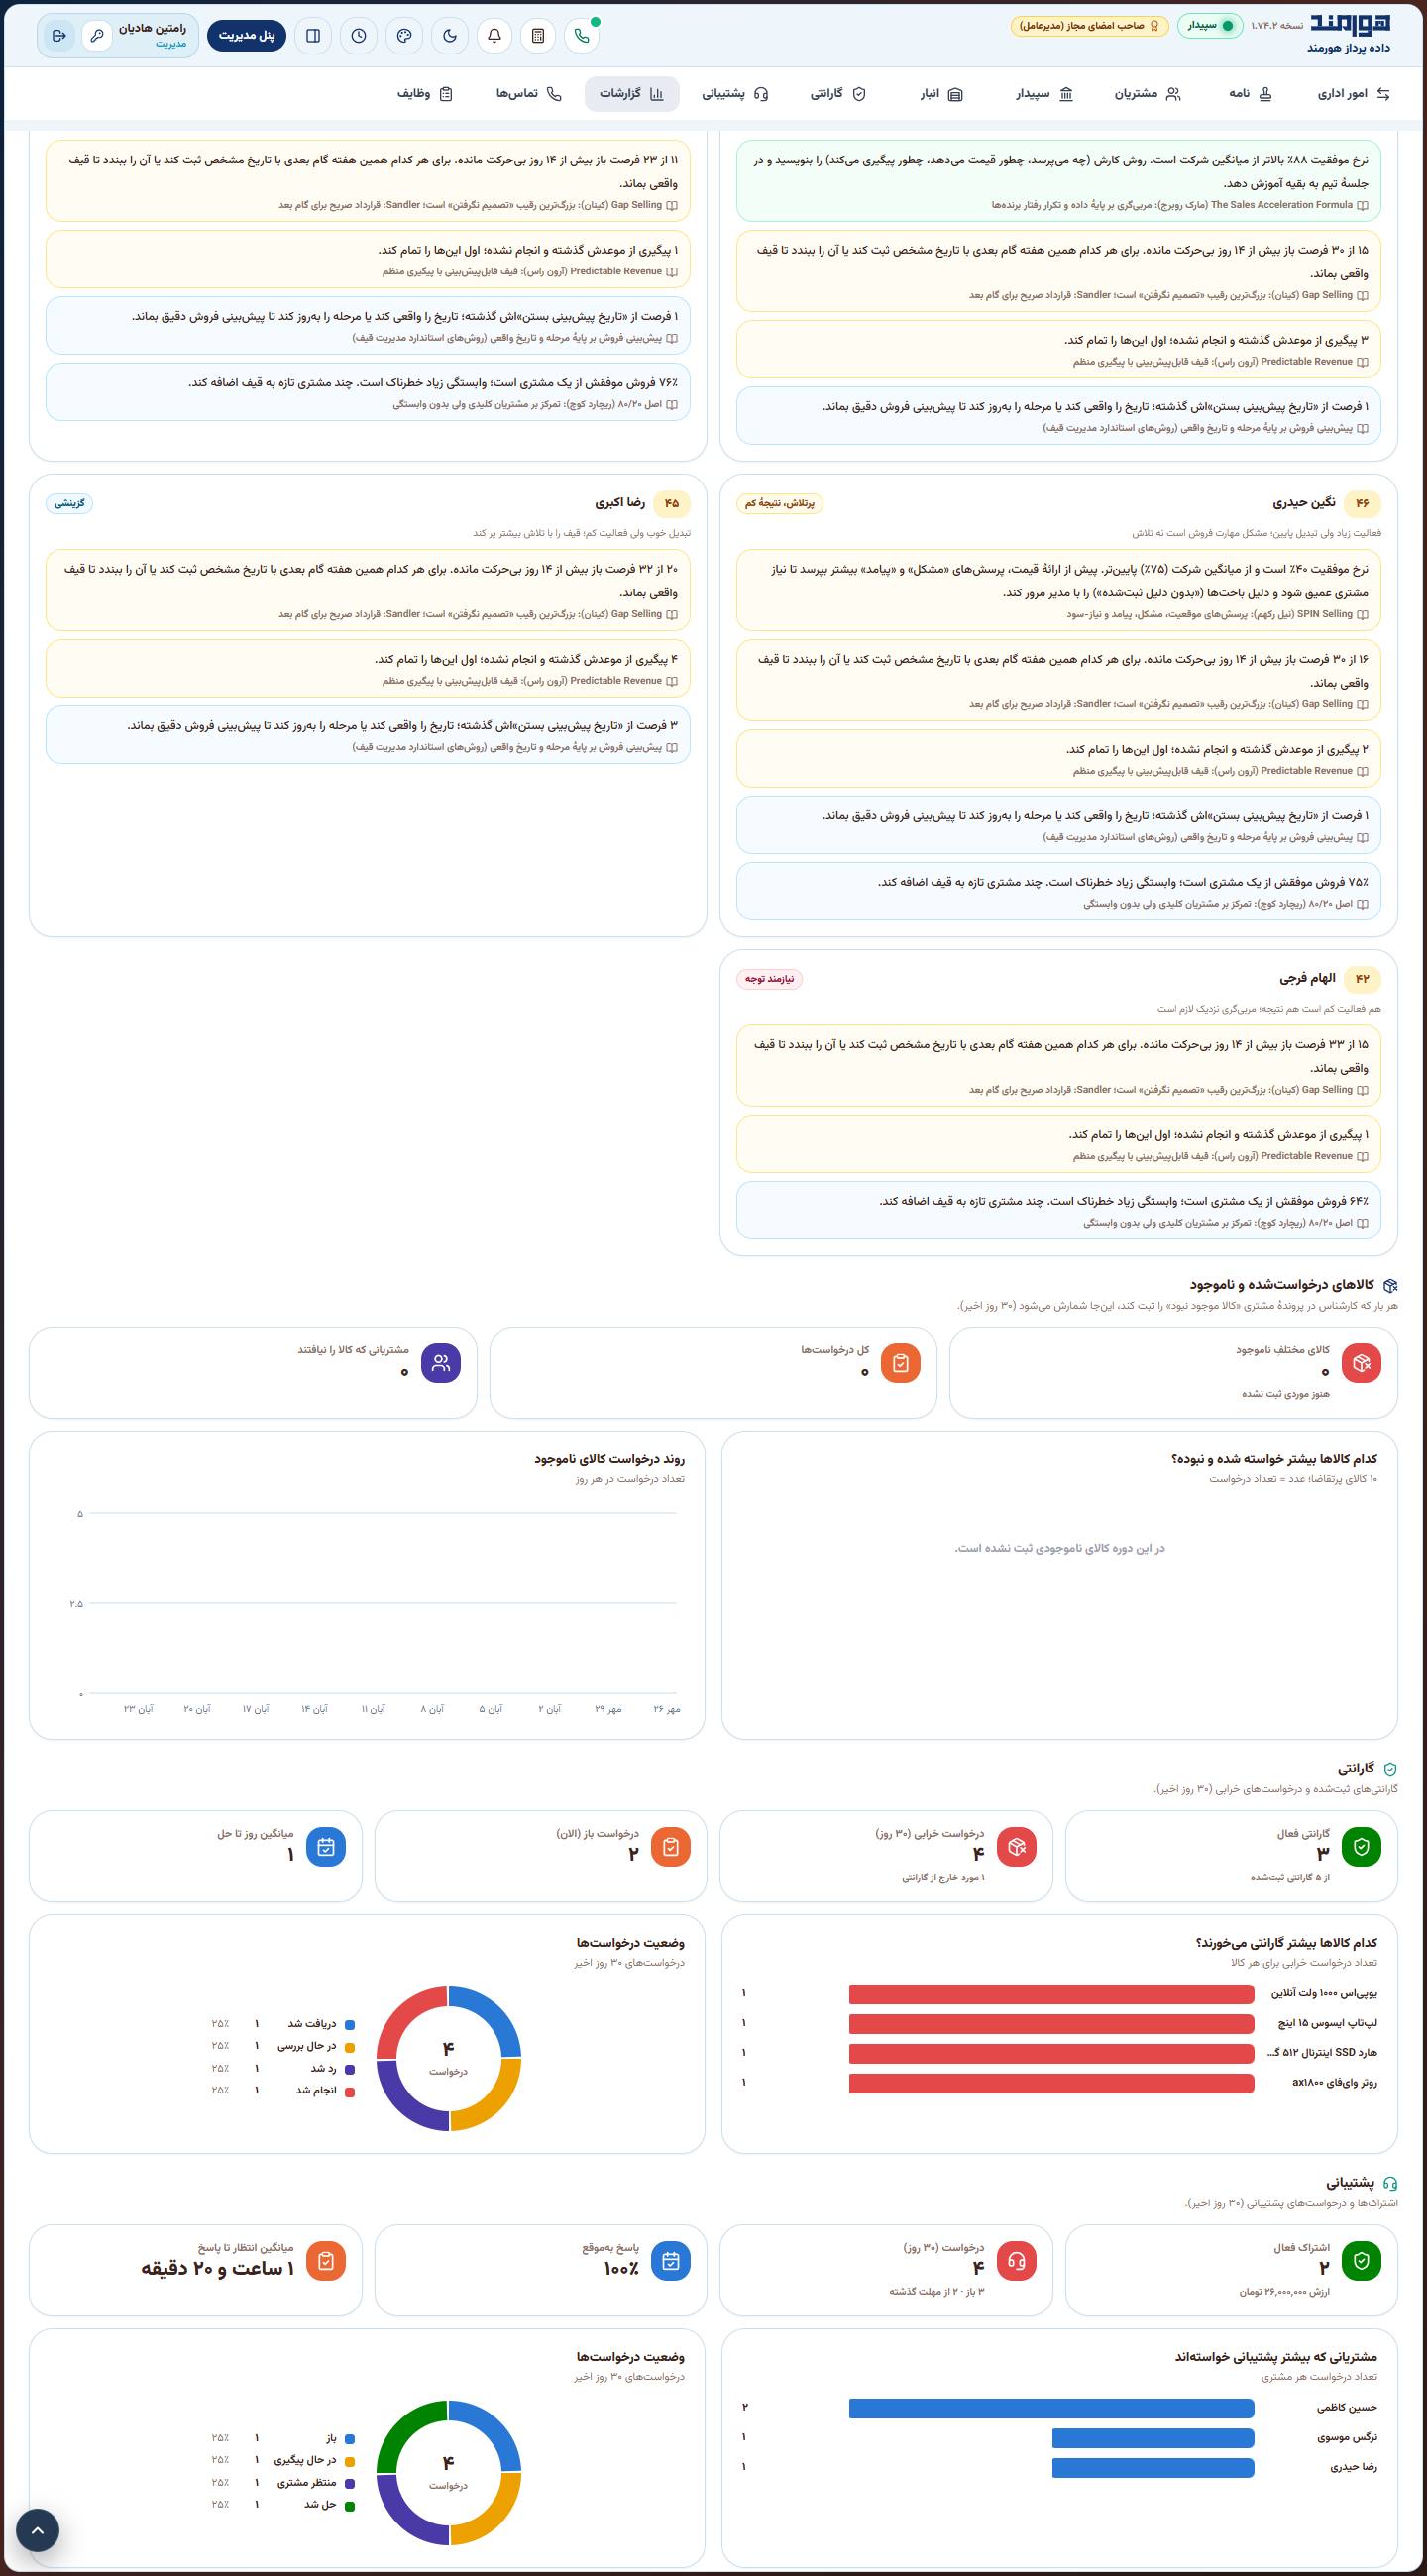 هورمند
داده پرداز هورمند
نسخه ۱.۷۴.۲
سپیدار
صاحب امضای مجاز (مدیرعامل)
پنل مدیریت
رامتین هادیان
مدیریت
امور اداری
نامه
مشتریان
سپیدار
انبار
گارانتی
پشتیبانی
گزارشات
تماس‌ها
وظایف
نرخ موفقیت ۸۸٪ بالاتر از میانگین شرکت است. روش کارش (چه می‌پرسد، چطور قیمت می‌دهد، چطور پیگیری می‌کند) را بنویسید و در
جلسهٔ تیم به بقیه آموزش دهد.
The Sales Acceleration Formula (مارک روبرج): مربی‌گری بر پایهٔ داده و تکرار رفتار برنده‌ها
۱۵ از ۳۰ فرصت باز بیش از ۱۴ روز بی‌حرکت مانده. برای هر کدام همین هفته گام بعدی با تاریخ مشخص ثبت کند یا آن را ببندد تا قیف
واقعی بماند.
Gap Selling (کینان): بزرگ‌ترین رقیب «تصمیم نگرفتن» است؛ Sandler: قرارداد صریح برای گام بعد
۳ پیگیری از موعدش گذشته و انجام نشده؛ اول این‌ها را تمام کند.
Predictable Revenue (آرون راس): قیف قابل‌پیش‌بینی با پیگیری منظم
۱ فرصت از «تاریخ پیش‌بینی بستن»‌اش گذشته؛ تاریخ را واقعی کند یا مرحله را به‌روز کند تا پیش‌بینی فروش دقیق بماند.
پیش‌بینی فروش بر پایهٔ مرحله و تاریخ واقعی (روش‌های استاندارد مدیریت قیف)
۱۱ از ۲۳ فرصت باز بیش از ۱۴ روز بی‌حرکت مانده. برای هر کدام همین هفته گام بعدی با تاریخ مشخص ثبت کند یا آن را ببندد تا قیف
واقعی بماند.
Gap Selling (کینان): بزرگ‌ترین رقیب «تصمیم نگرفتن» است؛ Sandler: قرارداد صریح برای گام بعد
۱ پیگیری از موعدش گذشته و انجام نشده؛ اول این‌ها را تمام کند.
Predictable Revenue (آرون راس): قیف قابل‌پیش‌بینی با پیگیری منظم
۱ فرصت از «تاریخ پیش‌بینی بستن»‌اش گذشته؛ تاریخ را واقعی کند یا مرحله را به‌روز کند تا پیش‌بینی فروش دقیق بماند.
پیش‌بینی فروش بر پایهٔ مرحله و تاریخ واقعی (روش‌های استاندارد مدیریت قیف)
۷۶٪ فروش موفقش از یک مشتری است؛ وابستگی زیاد خطرناک است. چند مشتری تازه به قیف اضافه کند.
اصل ۸۰/۲۰ (ریچارد کوچ): تمرکز بر مشتریان کلیدی ولی بدون وابستگی
۴۶
نگین حیدری
پرتلاش، نتیجهٔ کم
فعالیت زیاد ولی تبدیل پایین؛ مشکل مهارت فروش است نه تلاش
نرخ موفقیت ۴۰٪ است و از میانگین شرکت (۷۵٪) پایین‌تر. پیش از ارائهٔ قیمت، پرسش‌های «مشکل» و «پیامد» بیشتر بپرسد تا نیاز
مشتری عمیق شود و دلیل باخت‌ها («بدون دلیل ثبت‌شده») را با مدیر مرور کند.
SPIN Selling (نیل رکهم): پرسش‌های موقعیت، مشکل، پیامد و نیاز-سود
۱۶ از ۳۰ فرصت باز بیش از ۱۴ روز بی‌حرکت مانده. برای هر کدام همین هفته گام بعدی با تاریخ مشخص ثبت کند یا آن را ببندد تا قیف
واقعی بماند.
Gap Selling (کینان): بزرگ‌ترین رقیب «تصمیم نگرفتن» است؛ Sandler: قرارداد صریح برای گام بعد
۲ پیگیری از موعدش گذشته و انجام نشده؛ اول این‌ها را تمام کند.
Predictable Revenue (آرون راس): قیف قابل‌پیش‌بینی با پیگیری منظم
۱ فرصت از «تاریخ پیش‌بینی بستن»‌اش گذشته؛ تاریخ را واقعی کند یا مرحله را به‌روز کند تا پیش‌بینی فروش دقیق بماند.
پیش‌بینی فروش بر پایهٔ مرحله و تاریخ واقعی (روش‌های استاندارد مدیریت قیف)
۷۵٪ فروش موفقش از یک مشتری است؛ وابستگی زیاد خطرناک است. چند مشتری تازه به قیف اضافه کند.
اصل ۸۰/۲۰ (ریچارد کوچ): تمرکز بر مشتریان کلیدی ولی بدون وابستگی
۴۵
رضا اکبری
گزینشی
تبدیل خوب ولی فعالیت کم؛ قیف را با تلاش بیشتر پر کند
۲۰ از ۳۲ فرصت باز بیش از ۱۴ روز بی‌حرکت مانده. برای هر کدام همین هفته گام بعدی با تاریخ مشخص ثبت کند یا آن را ببندد تا قیف
واقعی بماند.
Gap Selling (کینان): بزرگ‌ترین رقیب «تصمیم نگرفتن» است؛ Sandler: قرارداد صریح برای گام بعد
۴ پیگیری از موعدش گذشته و انجام نشده؛ اول این‌ها را تمام کند.
Predictable Revenue (آرون راس): قیف قابل‌پیش‌بینی با پیگیری منظم
۳ فرصت از «تاریخ پیش‌بینی بستن»‌اش گذشته؛ تاریخ را واقعی کند یا مرحله را به‌روز کند تا پیش‌بینی فروش دقیق بماند.
پیش‌بینی فروش بر پایهٔ مرحله و تاریخ واقعی (روش‌های استاندارد مدیریت قیف)
۴۲
الهام فرجی
نیازمند توجه
هم فعالیت کم است هم نتیجه؛ مربی‌گری نزدیک لازم است
۱۵ از ۳۳ فرصت باز بیش از ۱۴ روز بی‌حرکت مانده. برای هر کدام همین هفته گام بعدی با تاریخ مشخص ثبت کند یا آن را ببندد تا قیف
واقعی بماند.
Gap Selling (کینان): بزرگ‌ترین رقیب «تصمیم نگرفتن» است؛ Sandler: قرارداد صریح برای گام بعد
۱ پیگیری از موعدش گذشته و انجام نشده؛ اول این‌ها را تمام کند.
Predictable Revenue (آرون راس): قیف قابل‌پیش‌بینی با پیگیری منظم
۶۴٪ فروش موفقش از یک مشتری است؛ وابستگی زیاد خطرناک است. چند مشتری تازه به قیف اضافه کند.
اصل ۸۰/۲۰ (ریچارد کوچ): تمرکز بر مشتریان کلیدی ولی بدون وابستگی
کالاهای درخواست‌شده و ناموجود
هر بار که کارشناس در پروندهٔ مشتری «کالا موجود نبود» را ثبت کند، این‌جا شمارش می‌شود (۳۰ روز اخیر).
کالای مختلف ناموجود
۰
هنوز موردی ثبت نشده
کل درخواست‌ها
۰
مشتریانی که کالا را نیافتند
۰
کدام کالاها بیشتر خواسته شده و نبوده؟
۱۰ کالای پرتقاضا؛ عدد = تعداد درخواست
در این دوره کالای ناموجودی ثبت نشده است.
روند درخواست کالای ناموجود
تعداد درخواست در هر روز
۵
۲.۵
۰
۲۶ مهر
۲۹ مهر
۲ آبان
۵ آبان
۸ آبان
۱۱ آبان
۱۴ آبان
۱۷ آبان
۲۰ آبان
۲۳ آبان
گارانتی
گارانتی‌های ثبت‌شده و درخواست‌های خرابی (۳۰ روز اخیر).
گارانتی فعال
۳
از ۵ گارانتی ثبت‌شده
درخواست خرابی (۳۰ روز)
۴
۱ مورد خارج از گارانتی
درخواست باز (الان)
۲
میانگین روز تا حل
۱
کدام کالاها بیشتر گارانتی می‌خورند؟
تعداد درخواست خرابی برای هر کالا
یوپی‌اس ۱۰۰۰ ولت آنلاین ۱
لپ‌تاپ ایسوس ۱۵ اینچ ۱
هارد SSD اینترنال ۵۱۲ گ… ۱
روتر وای‌فای ax۱۸۰۰ ۱
وضعیت درخواست‌ها
درخواست‌های ۳۰ روز اخیر
۴
درخواست
دریافت شد ۱ ۲۵٪
در حال بررسی ۱ ۲۵٪
رد شد ۱ ۲۵٪
انجام شد ۱ ۲۵٪
پشتیبانی
اشتراک‌ها و درخواست‌های پشتیبانی (۳۰ روز اخیر).
اشتراک فعال
۲
ارزش ۲۶,۰۰۰,۰۰۰ تومان
درخواست (۳۰ روز)
۴
۳ باز · ۲ از مهلت گذشته
پاسخ به‌موقع
۱۰۰٪
میانگین انتظار تا پاسخ
۱ ساعت و ۲۰ دقیقه
مشتریانی که بیشتر پشتیبانی خواسته‌اند
تعداد درخواست هر مشتری
حسین کاظمی ۲
نرگس موسوی ۱
رضا حیدری ۱
وضعیت درخواست‌ها
درخواست‌های ۳۰ روز اخیر
۴
درخواست
باز ۱ ۲۵٪
در حال پیگیری ۱ ۲۵٪
منتظر مشتری ۱ ۲۵٪
حل شد ۱ ۲۵٪